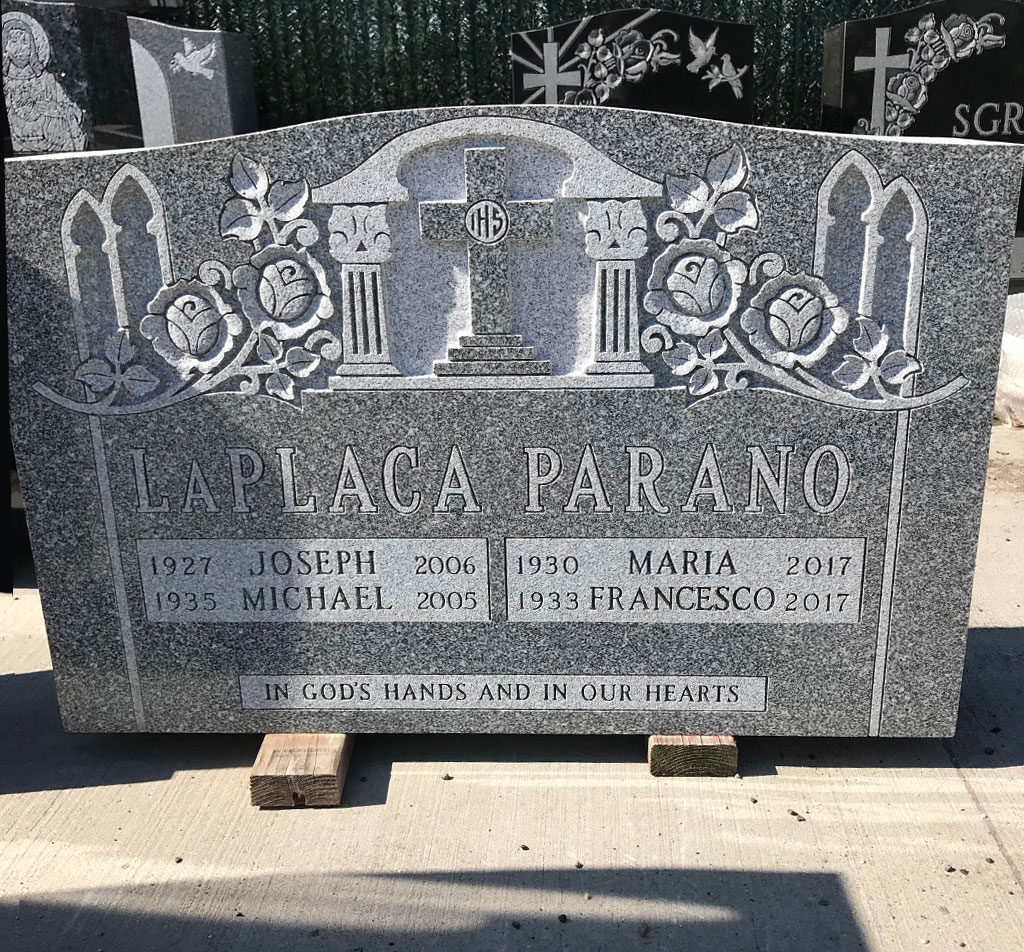 SGR
IHS
LAPLACA PARANO
1927 JOSEPH 2006 1930 MARIA 2017
1935 MICHAEL 2005 1933 FRANCESCO 2017
IN GOD'S HANDS AND IN OUR HEARTS